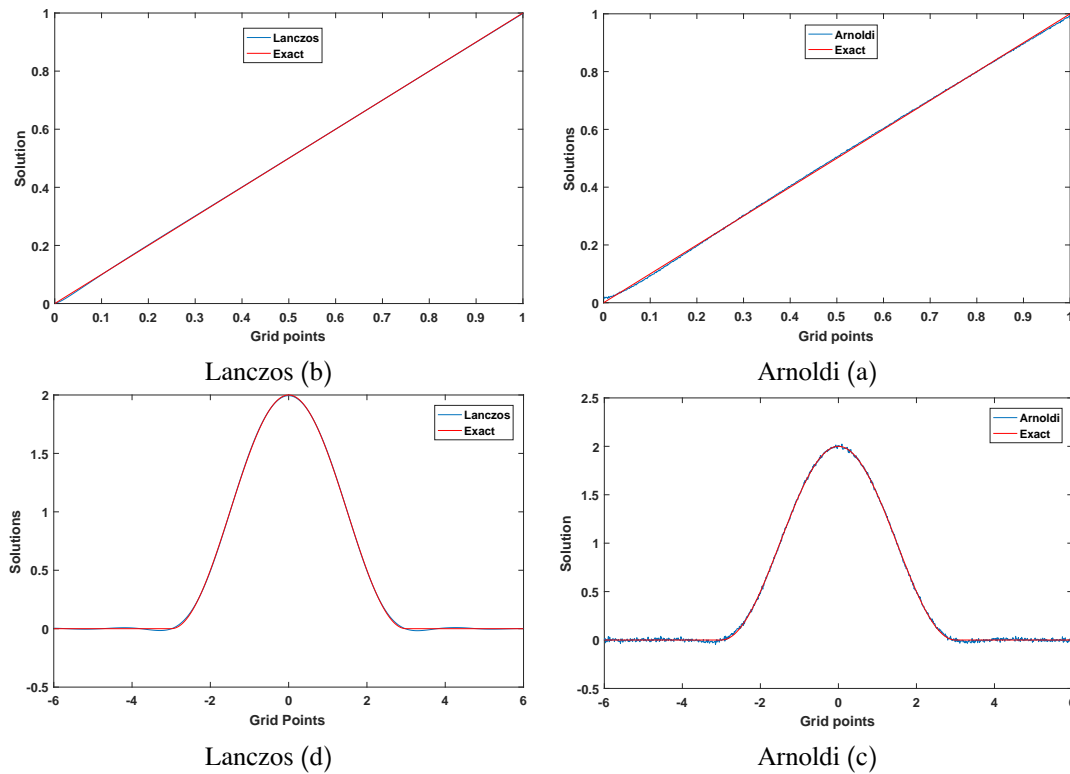 Lanczos
Exact
Solution
1
0.8
0.6
0.4
0.2
0
0 0.1 0.2 0.3 0.4 0.5 0.6 0.7 0.8 0.9 1
Grid points
Lanczos (b)
Arnoldi
Exact
Solutions
1
0.8
0.6
0.4
0.2
0
0 0.1 0.2 0.3 0.4 0.5 0.6 0.7 0.8 0.9 1
Grid points
Arnoldi (a)
Lanczos
Exact
Solutions
2
1.5
1
0.5
0
-0.5
-6 -4 -2 0 2 4 6
Grid Points
Lanczos (d)
Arnoldi
Exact
Solution
2.5
2
1.5
1
0.5
0
-0.5
-6 -4 -2 0 2 4 6
Grid points
Arnoldi (c)